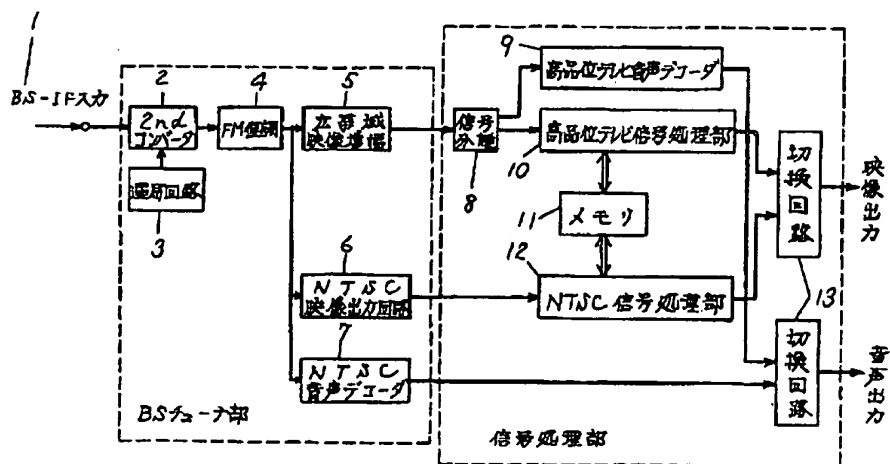 1
BS-IF入力
2
2nd
コンバータ
選局回路
3
4
FM復調
5
広帯域
映像増幅
6
NTSC
映像出力回路
7
NTSC
音声デコーダ
BSチューナ部
信号
分離
8
9
高品位テレビ音声デコーダ
高品位テレビ信号処理部
10
11
メモリ
12
NTSC信号処理部
切換回路
映像出力
13
切換回路
音声出力
信号処理部